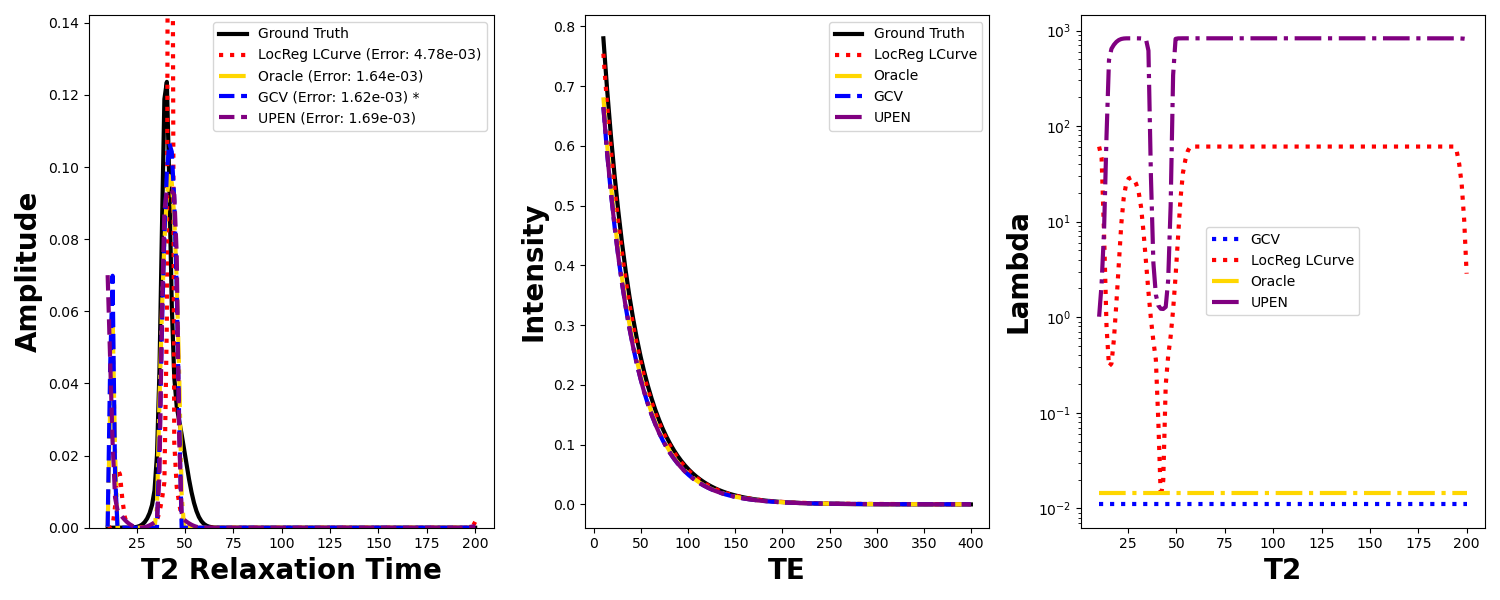 0.14
0.12
0.10
0.08
0.06
0.04
0.02
0.00
Amplitude
Ground Truth
LocReg LCurve (Error: 4.78e-03)
Oracle (Error: 1.64e-03)
GCV (Error: 1.62e-03) *
UPEN (Error: 1.69e-03)
25 50 75 100 125 150 175 200
T2 Relaxation Time
0.8
0.7
0.6
0.5
0.4
0.3
0.2
0.1
0.0
Intensity
Ground Truth
LocReg LCurve
Oracle
GCV
UPEN
0 50 100 150 200 250 300 350 400
TE
10³
10²
10¹
10⁰
10⁻¹
10⁻²
Lambda
GCV
LocReg LCurve
Oracle
UPEN
25 50 75 100 125 150 175 200
T2